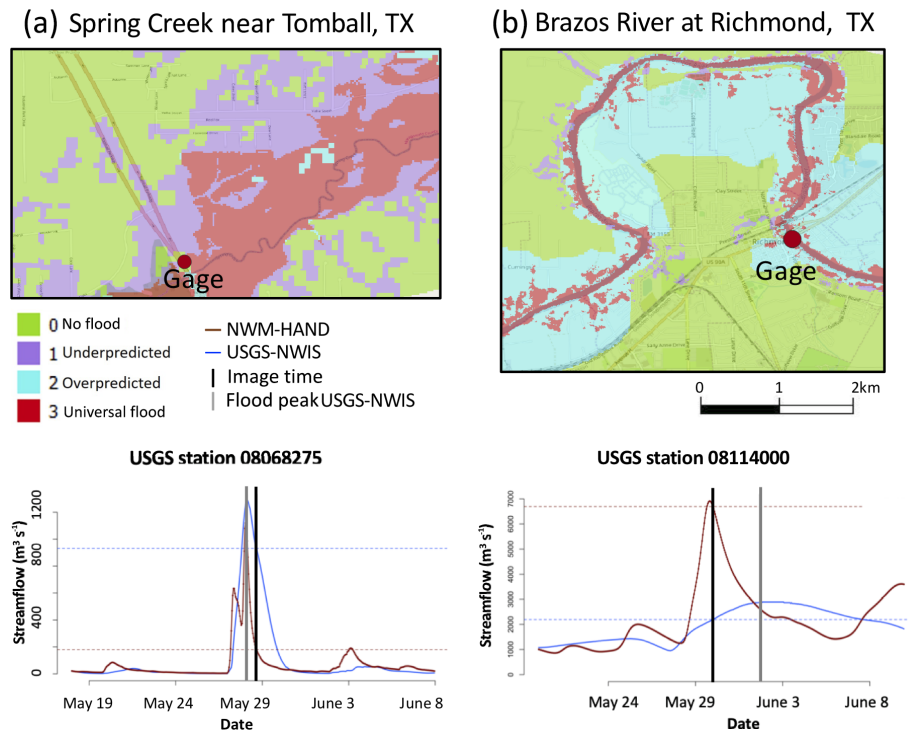 (a) Spring Creek near Tomball, TX
(b) Brazos River at Richmond, TX
Gage
Richmo
US 90A
Gage
0 No flood
1 Underpredicted
2 Overpredicted
3 Universal flood
NWM-HAND
USGS-NWIS
Image time
Flood peak USGS-NWIS
0 1 2km
USGS station 08068275
Streamflow (m³ s⁻¹)
1200
800
400
0
May 19 May 24 May 29 June 3 June 8
Date
USGS station 08114000
Streamflow (m³ s⁻¹)
7000
6000
5000
4000
3000
2000
1000
0
May 24 May 29 June 3 June 8
Date